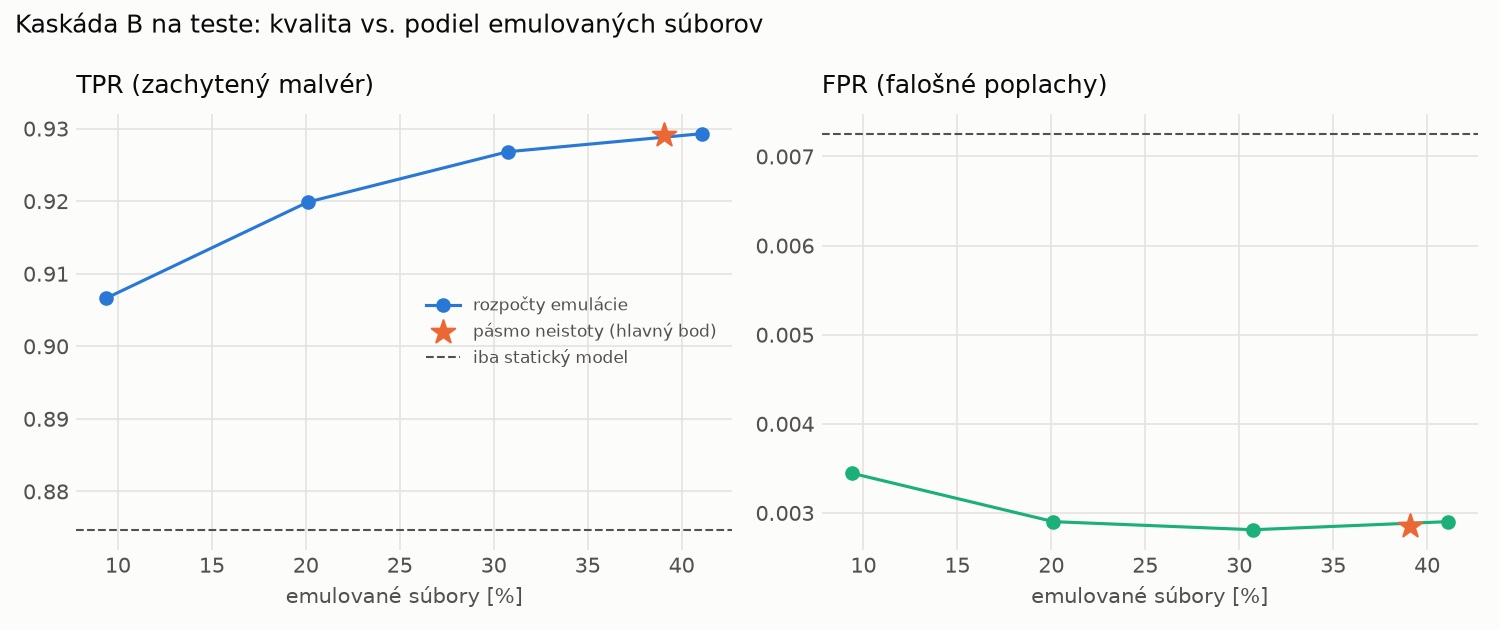 Kaskáda B na teste: kvalita vs. podiel emulovaných súborov
TPR (zachytený malvér)
0.93
0.92
0.91
0.90
0.89
0.88
rozpočty emulácie
pásmo neistoty (hlavný bod)
iba statický model
10 15 20 25 30 35 40
emulované súbory [%]
FPR (falošné poplachy)
0.007
0.006
0.005
0.004
0.003
10 15 20 25 30 35 40
emulované súbory [%]